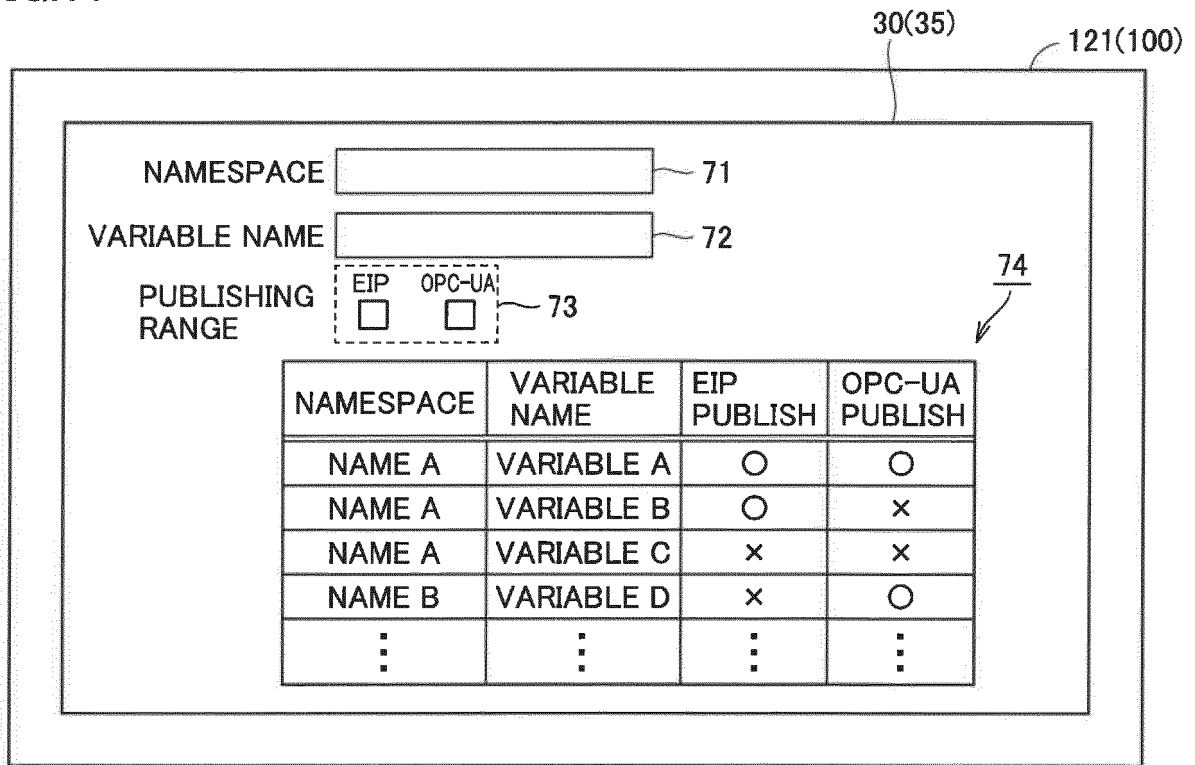 30(35)
121(100)
NAMESPACE
71
VARIABLE NAME
72
PUBLISHING
RANGE
EIP OPC-UA
73
74
NAMESPACE VARIABLE NAME EIP PUBLISH OPC-UA PUBLISH
NAME A VARIABLE A ○ ○
NAME A VARIABLE B ○ ×
NAME A VARIABLE C × ×
NAME B VARIABLE D × ○
⋮ ⋮ ⋮ ⋮